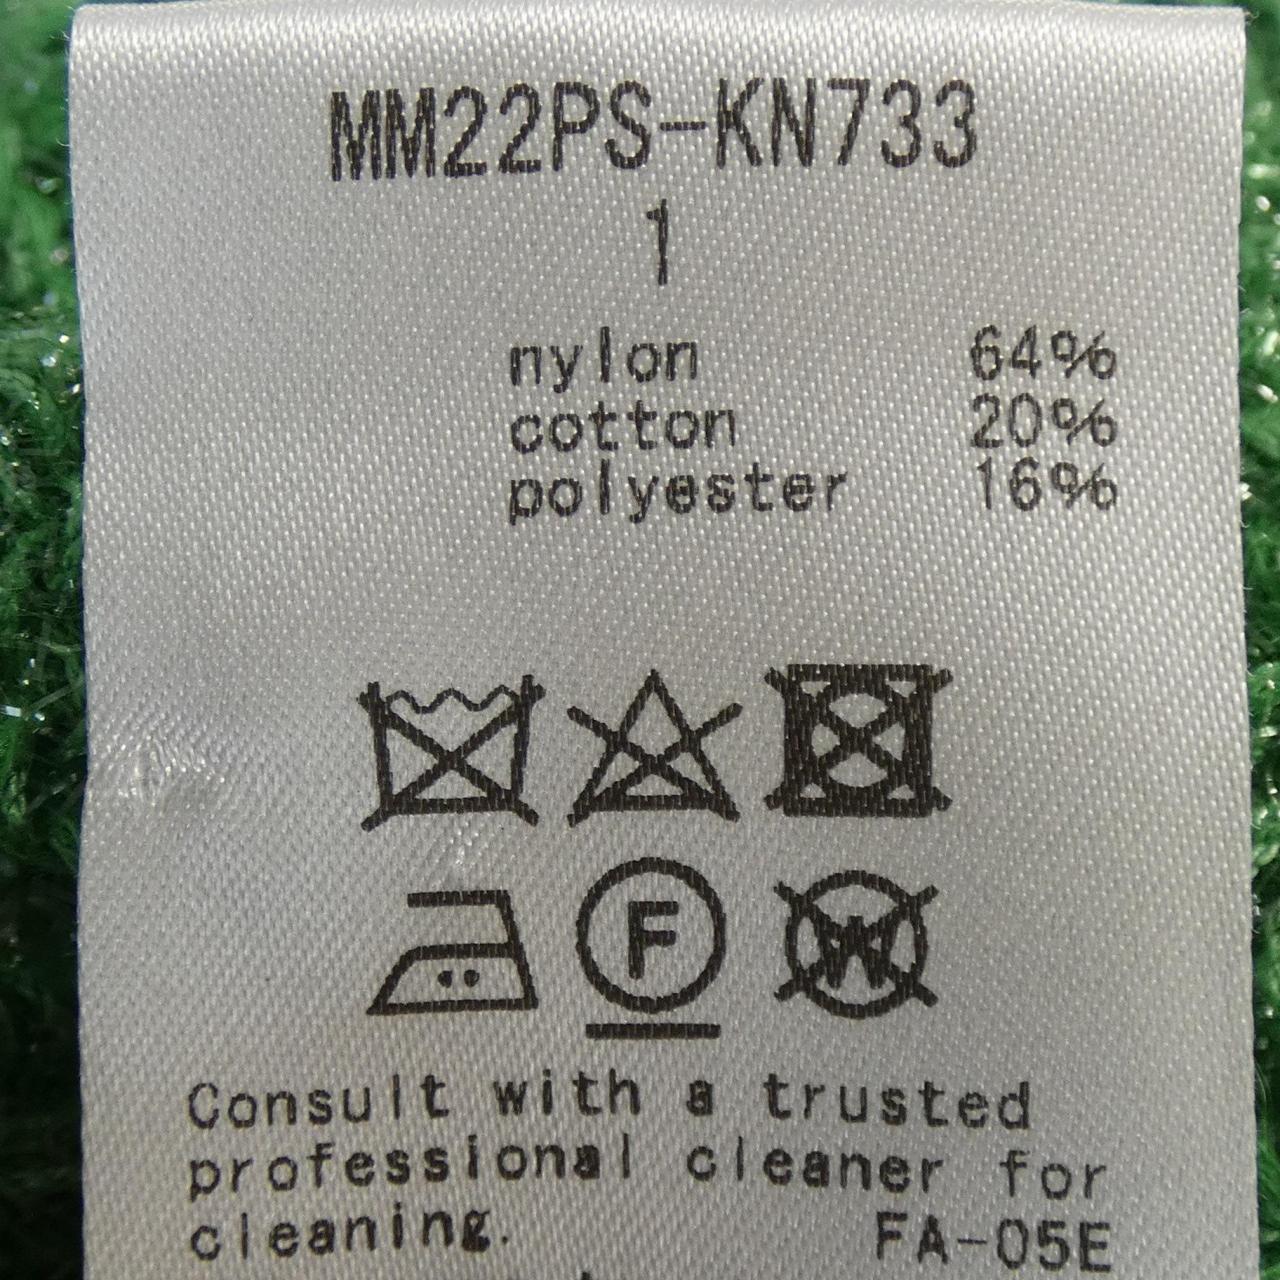 MM22PS-KN733
1
nylon 64%
cotton 20%
polyester 16%
F
W
Consult with a trusted
professional cleaner for
cleaning. FA-05E